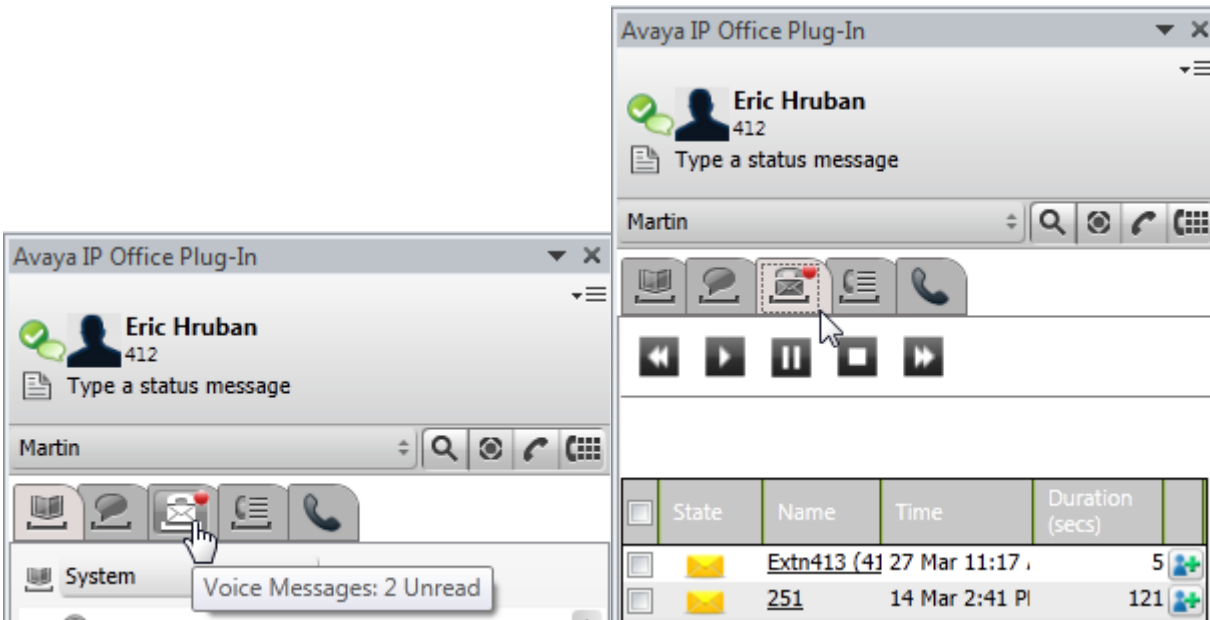 Avaya IP Office Plug-In
Eric Hruban
412
Type a status message
Martin
System
Voice Messages: 2 Unread
Avaya IP Office Plug-In
Eric Hruban
412
Type a status message
Martin
State Name Time Duration (secs)
Extn413 (41 27 Mar 11:17 5
251 14 Mar 2:41 P 121